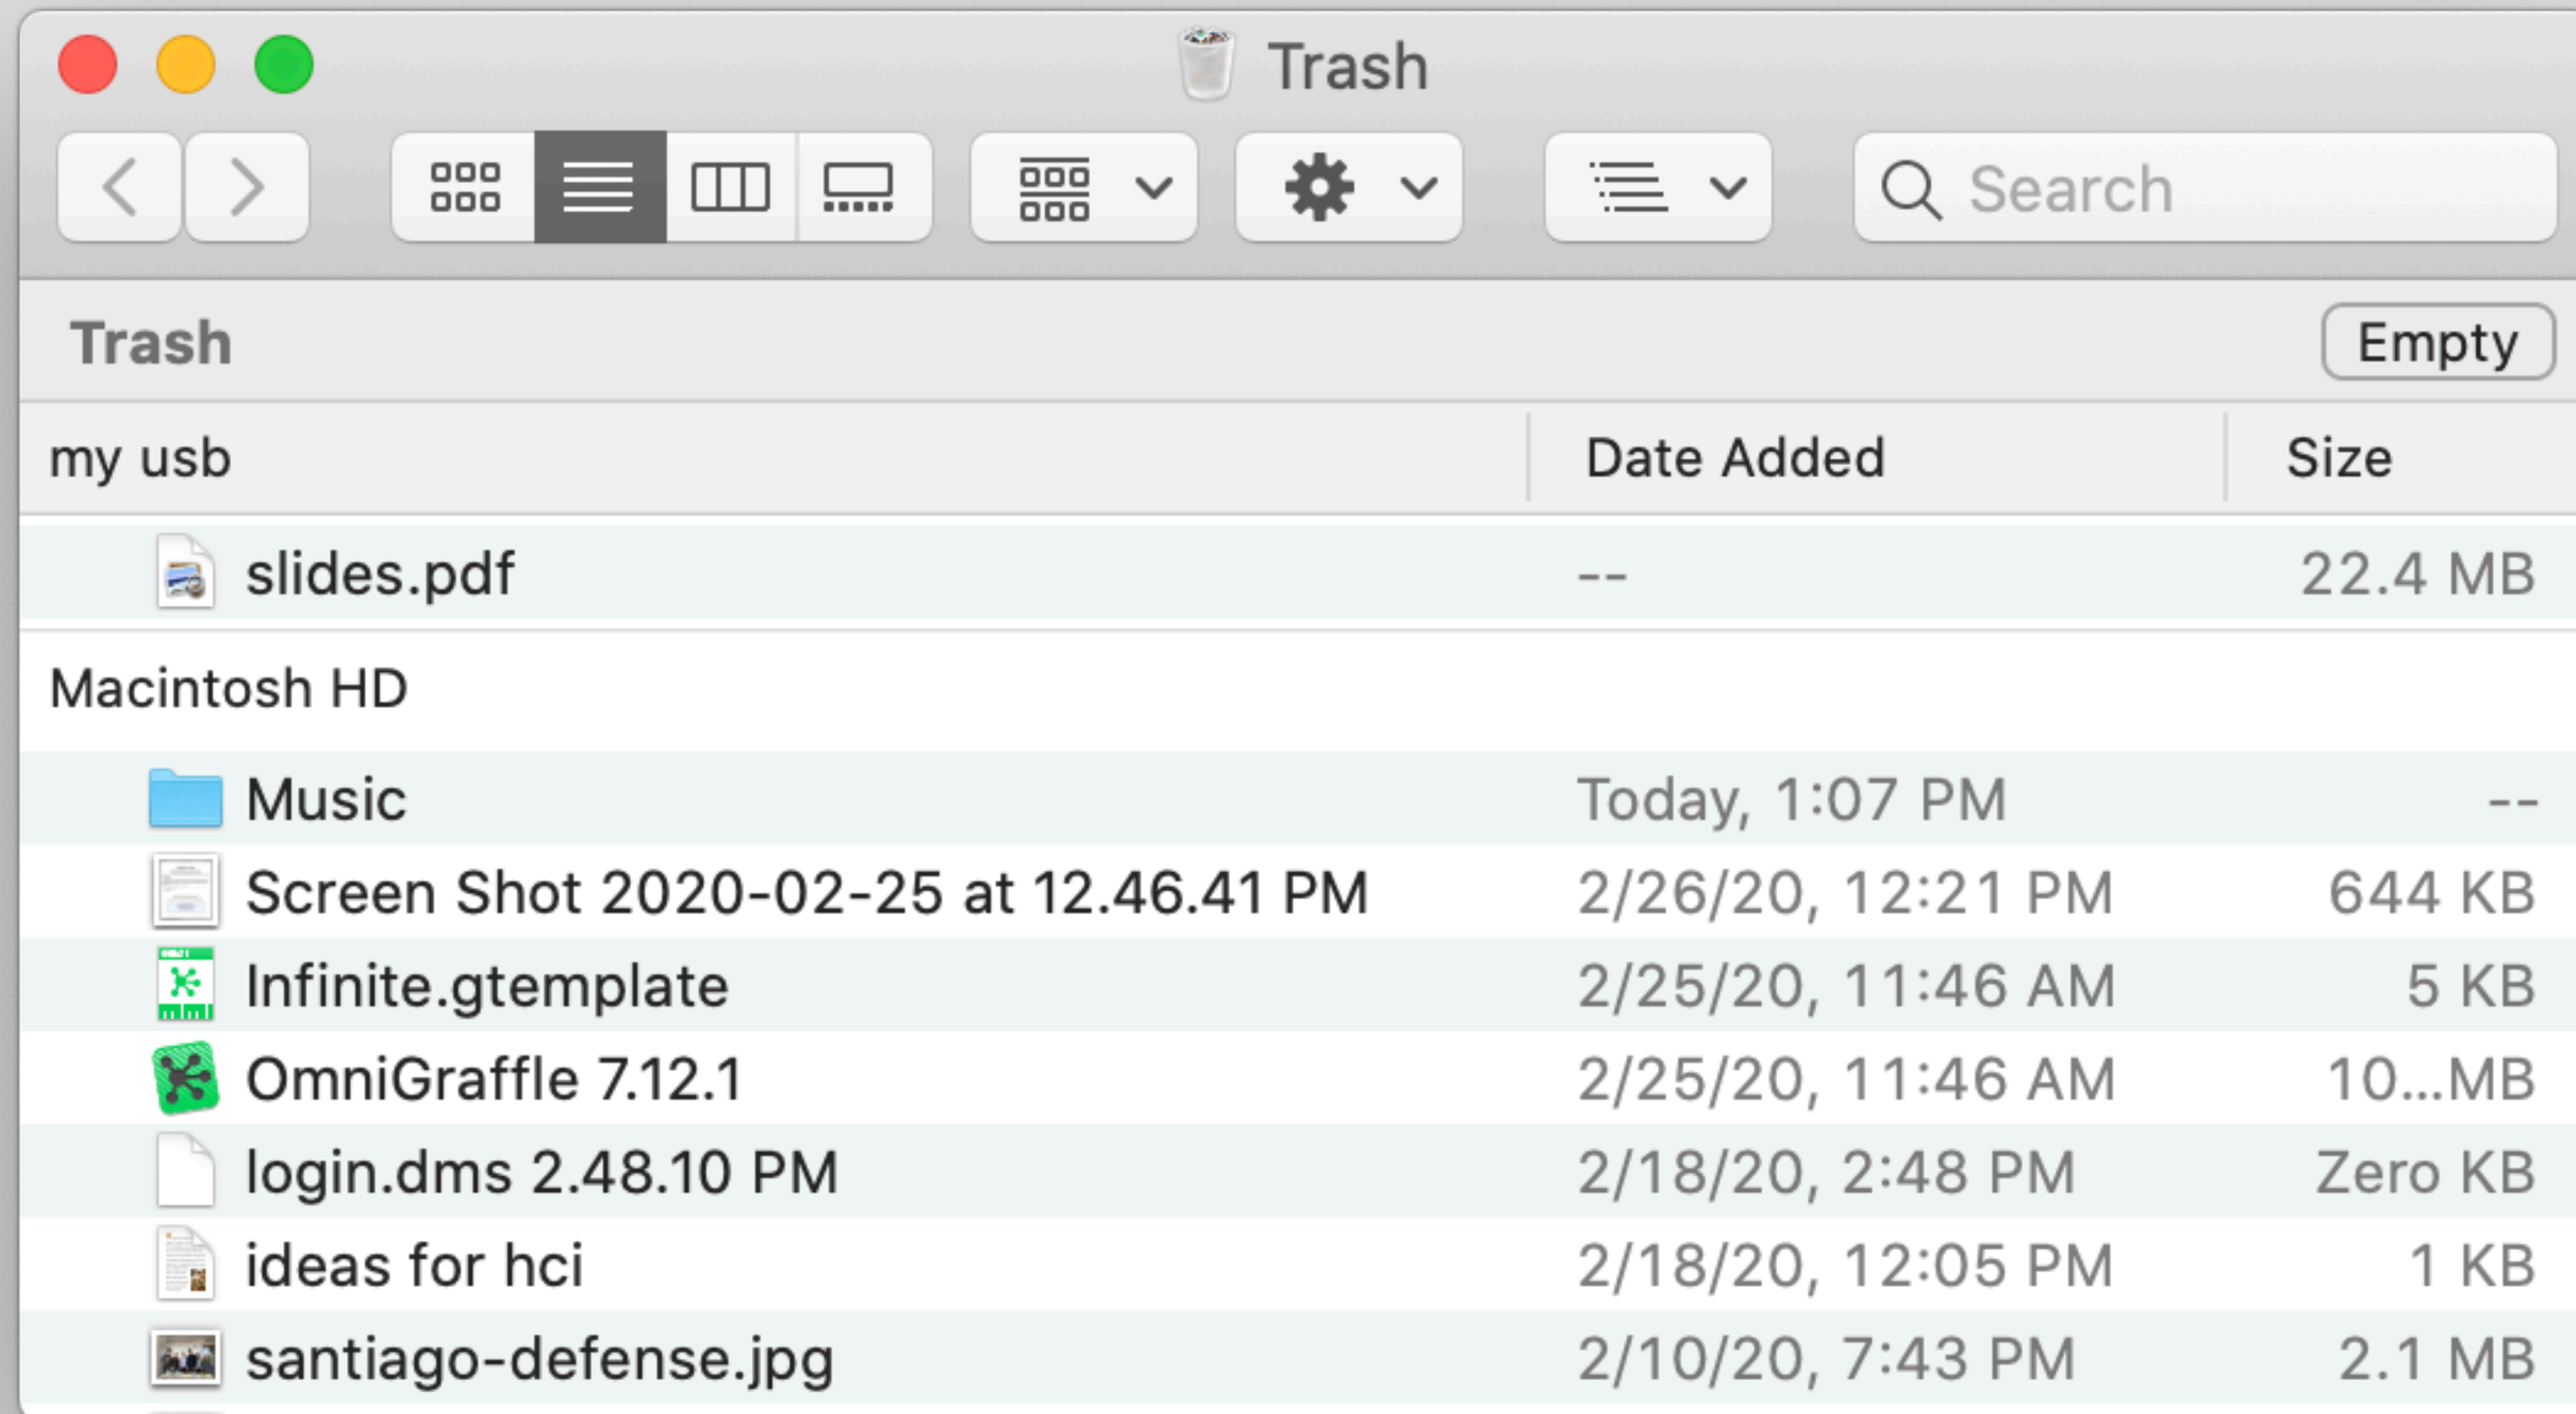 Trash
Search
Trash Empty
my usb Date Added Size
slides.pdf -- 22.4 MB
Macintosh HD
Music Today, 1:07 PM --
Screen Shot 2020-02-25 at 12.46.41 PM 2/26/20, 12:21 PM 644 KB
Infinite.gtemplate 2/25/20, 11:46 AM 5 KB
OmniGraffle 7.12.1 2/25/20, 11:46 AM 10...MB
login.dms 2.48.10 PM 2/18/20, 2:48 PM Zero KB
ideas for hci 2/18/20, 12:05 PM 1 KB
santiago-defense.jpg 2/10/20, 7:43 PM 2.1 MB